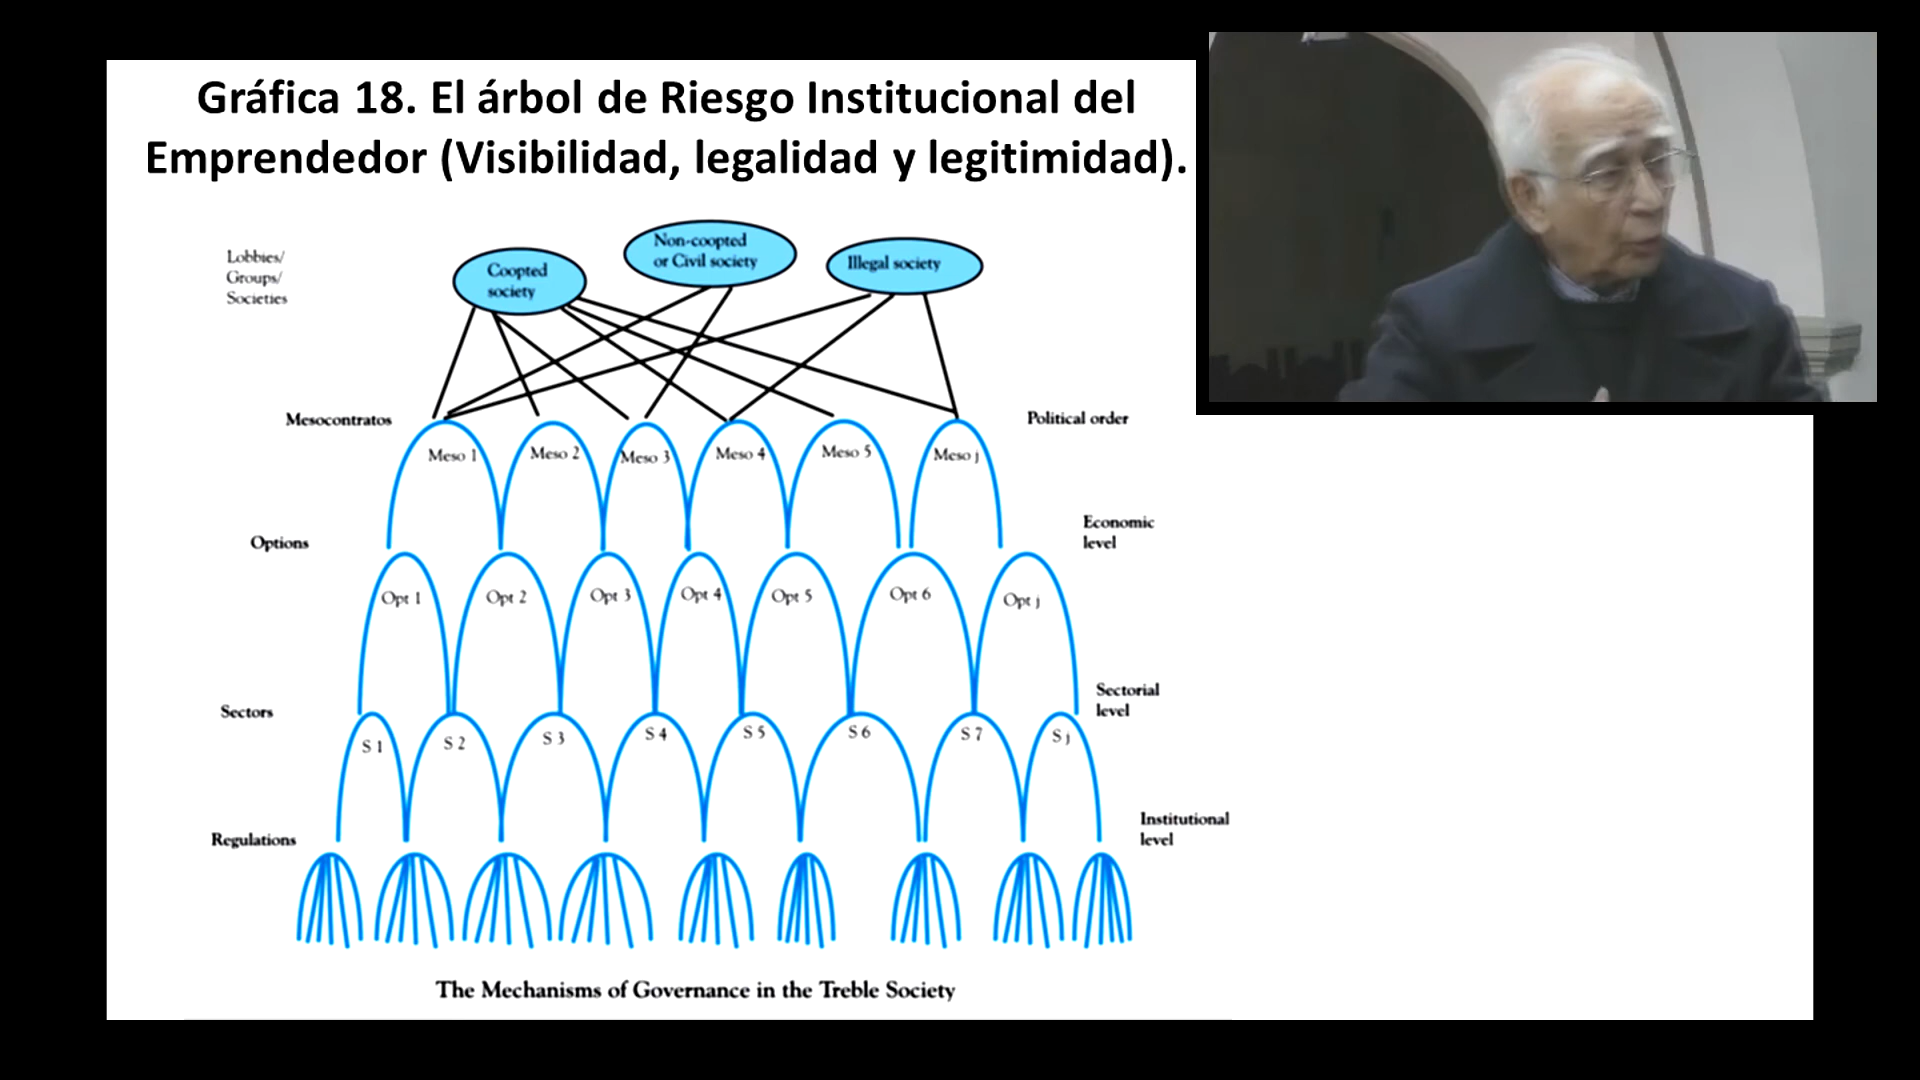 Gráfica 18. El árbol de Riesgo Institucional del
Emprendedor (Visibilidad, legalidad y legitimidad).
Lobbies/
Groups/
Societies
Coopted
society
Non-coopted
or Civil society
Illegal society
Mesocontratos
Political order
Meso 1
Meso 2
Meso 3
Meso 4
Meso 5
Meso j
Options
Economic
level
Opt 1
Opt 2
Opt 3
Opt 4
Opt 5
Opt 6
Opt j
Sectors
Sectorial
level
S 1
S 2
S 3
S 4
S 5
S 6
S 7
S j
Regulations
Institutional
level
The Mechanisms of Governance in the Treble Society